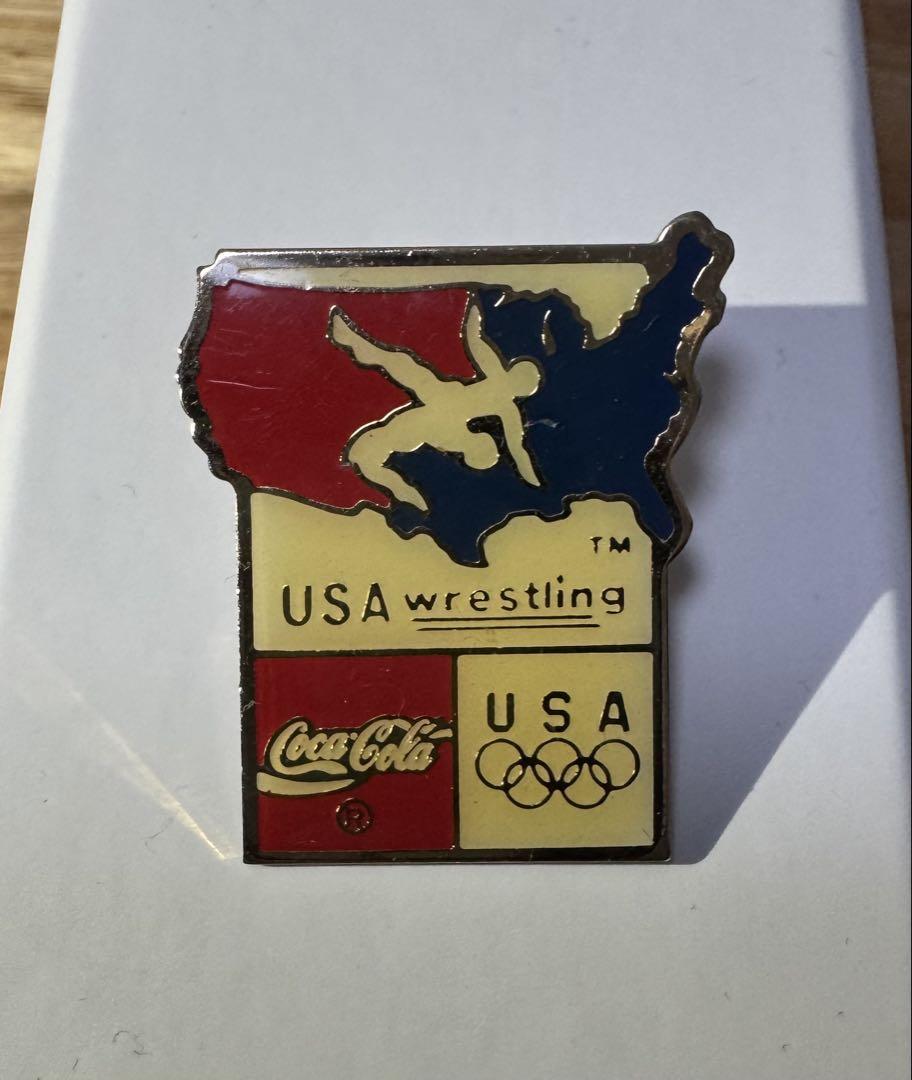 TM
USA wrestling
Coca-Cola
®
USA